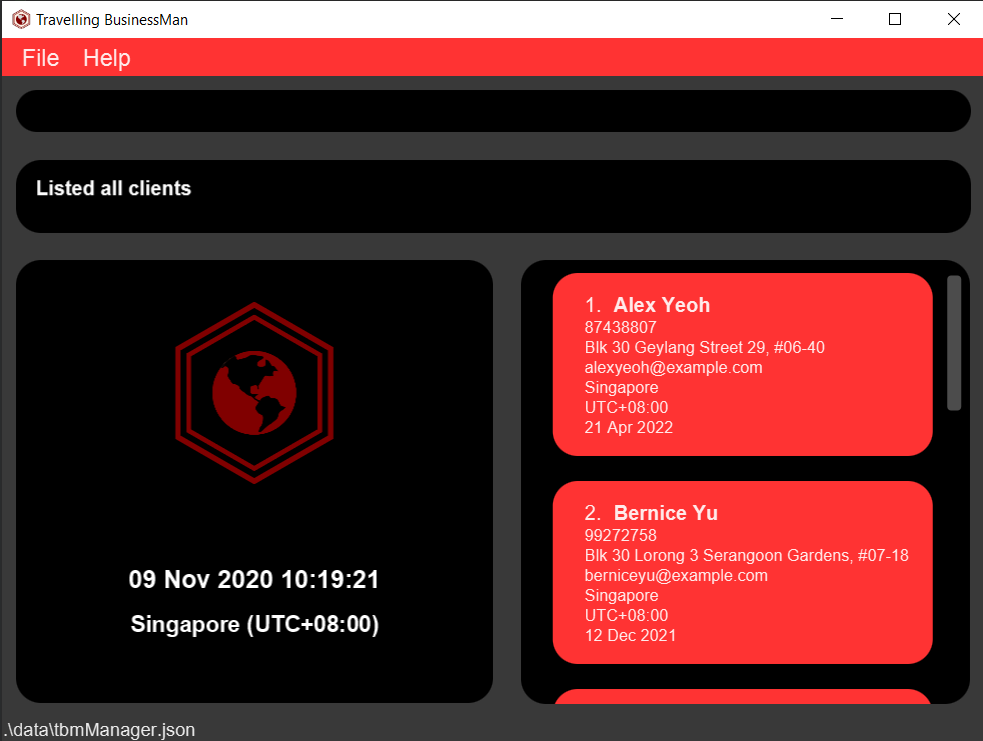 Travelling BusinessMan
File Help
Listed all clients
09 Nov 2020 10:19:21
Singapore (UTC+08:00)
1. Alex Yeoh
87438807
Blk 30 Geylang Street 29, #06-40
alexyeoh@example.com
Singapore
UTC+08:00
21 Apr 2022
2. Bernice Yu
99272758
Blk 30 Lorong 3 Serangoon Gardens, #07-18
berniceyu@example.com
Singapore
UTC+08:00
12 Dec 2021
.\data\tbmManager.json